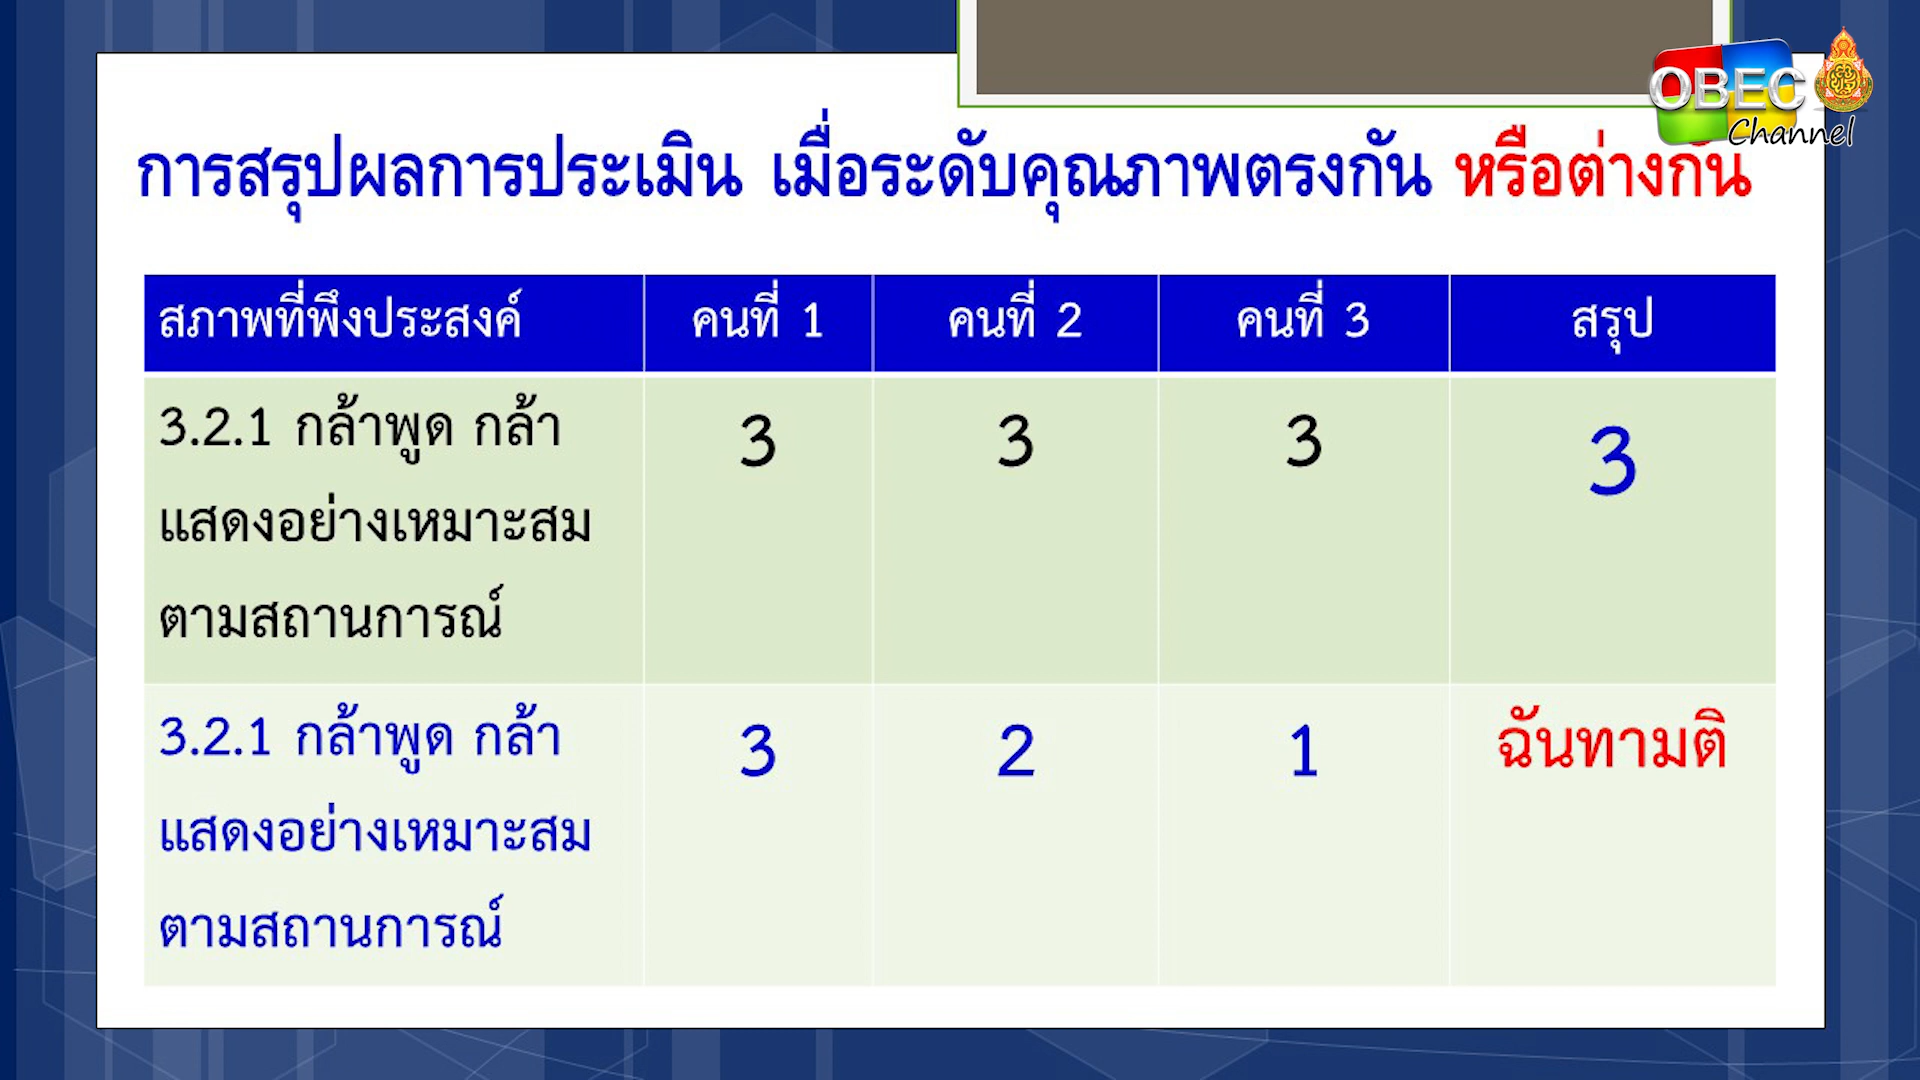 OBEC
Channel
การสรุปผลการประเมิน เมื่อระดับคุณภาพตรงกัน หรือต่างกัน
สภาพที่พึงประสงค์ คนที่ 1 คนที่ 2 คนที่ 3 สรุป
3.2.1 กล้าพูด กล้า 3 3 3 3
แสดงอย่างเหมาะสม
ตามสถานการณ์
3.2.1 กล้าพูด กล้า 3 2 1 ฉันทามติ
แสดงอย่างเหมาะสม
ตามสถานการณ์